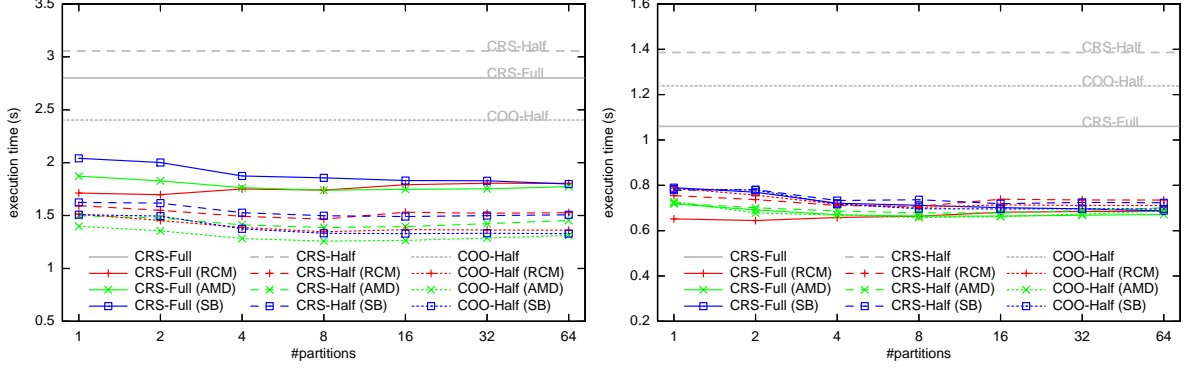 3.5
3
2.5
2
1.5
1
0.5
execution time (s)
CRS-Half
CRS-Full
COO-Half
CRS-Full CRS-Half COO-Half
CRS-Full (RCM) CRS-Half (RCM) COO-Half (RCM)
CRS-Full (AMD) CRS-Half (AMD) COO-Half (AMD)
CRS-Full (SB) CRS-Half (SB) COO-Half (SB)
1 2 4 8 16 32 64
#partitions
1.6
1.4
1.2
1
0.8
0.6
0.4
0.2
execution time (s)
CRS-Half
COO-Half
CRS-Full
CRS-Full CRS-Half COO-Half
CRS-Full (RCM) CRS-Half (RCM) COO-Half (RCM)
CRS-Full (AMD) CRS-Half (AMD) COO-Half (AMD)
CRS-Full (SB) CRS-Half (SB) COO-Half (SB)
1 2 4 8 16 32 64
#partitions